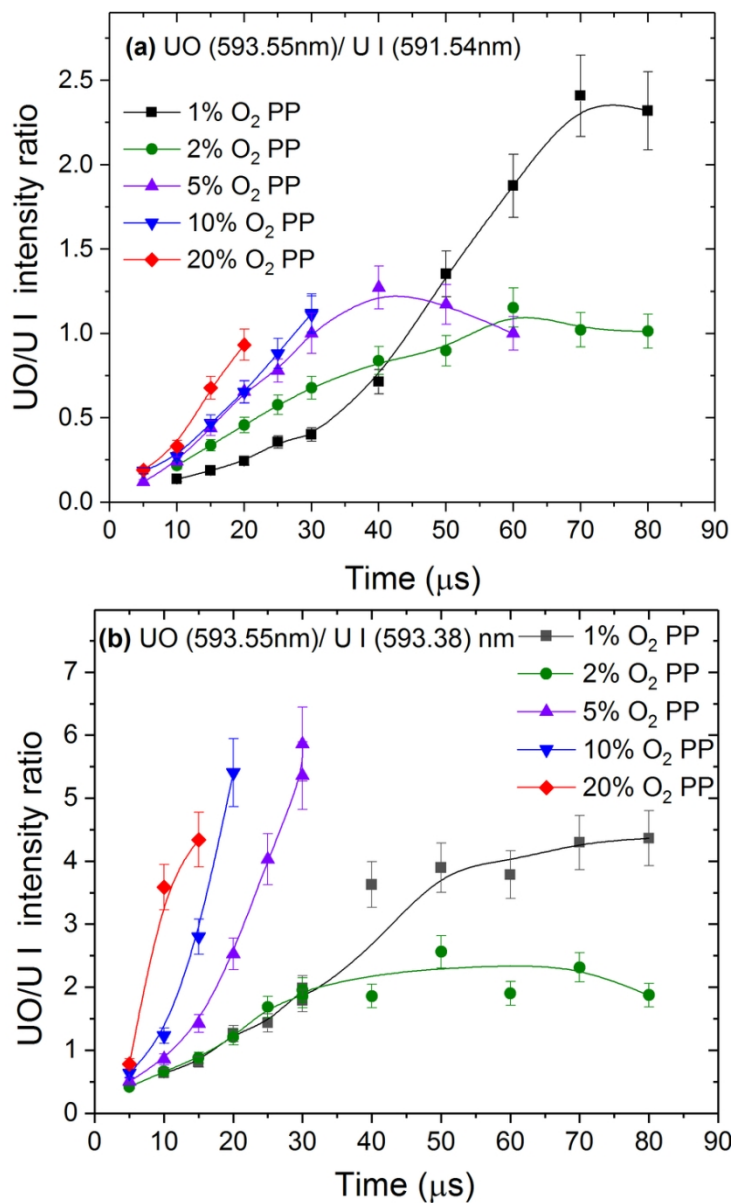 (a) UO (593.55nm)/ U I (591.54nm)
1% O₂ PP
2% O₂ PP
5% O₂ PP
10% O₂ PP
20% O₂ PP
UO/U I intensity ratio
2.5
2.0
1.5
1.0
0.5
0.0
0 10 20 30 40 50 60 70 80 90
Time (μs)
(b) UO (593.55nm)/ U I (593.38) nm
1% O₂ PP
2% O₂ PP
5% O₂ PP
10% O₂ PP
20% O₂ PP
UO/U I intensity ratio
7
6
5
4
3
2
1
0
0 10 20 30 40 50 60 70 80 90
Time (μs)